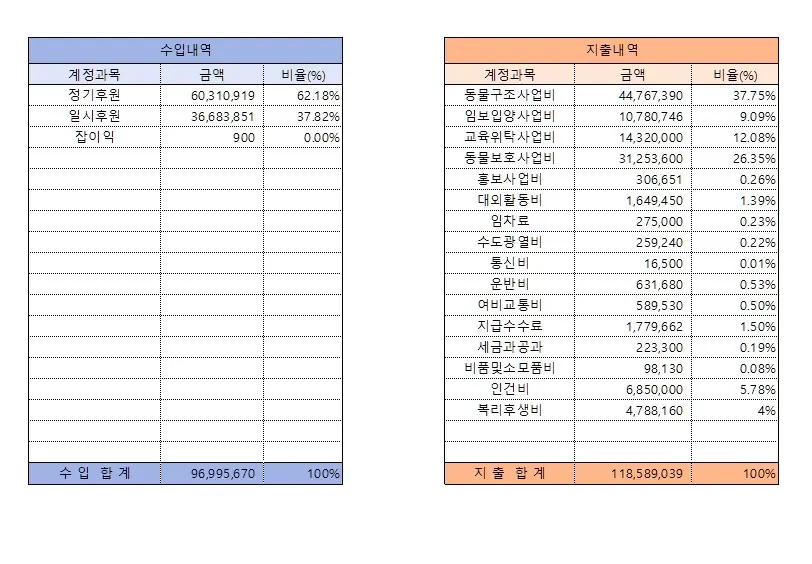 수입내역
계정과목 금액 비율(%)
정기후원 60,310,919 62.18%
일시후원 36,683,851 37.82%
잡이익 900 0.00%
수 입 합 계 96,995,670 100%
지출내역
계정과목 금액 비율(%)
동물구조사업비 44,767,390 37.75%
임보입양사업비 10,780,746 9.09%
교육위탁사업비 14,320,000 12.08%
동물보호사업비 31,253,600 26.35%
홍보사업비 306,651 0.26%
대외활동비 1,649,450 1.39%
임차료 275,000 0.23%
수도광열비 259,240 0.22%
통신비 16,500 0.01%
운반비 631,680 0.53%
여비교통비 589,530 0.50%
지급수수료 1,779,662 1.50%
세금과공과 223,300 0.19%
비품및소모품비 98,130 0.08%
인건비 6,850,000 5.78%
복리후생비 4,788,160 4%
지 출 합 계 118,589,039 100%